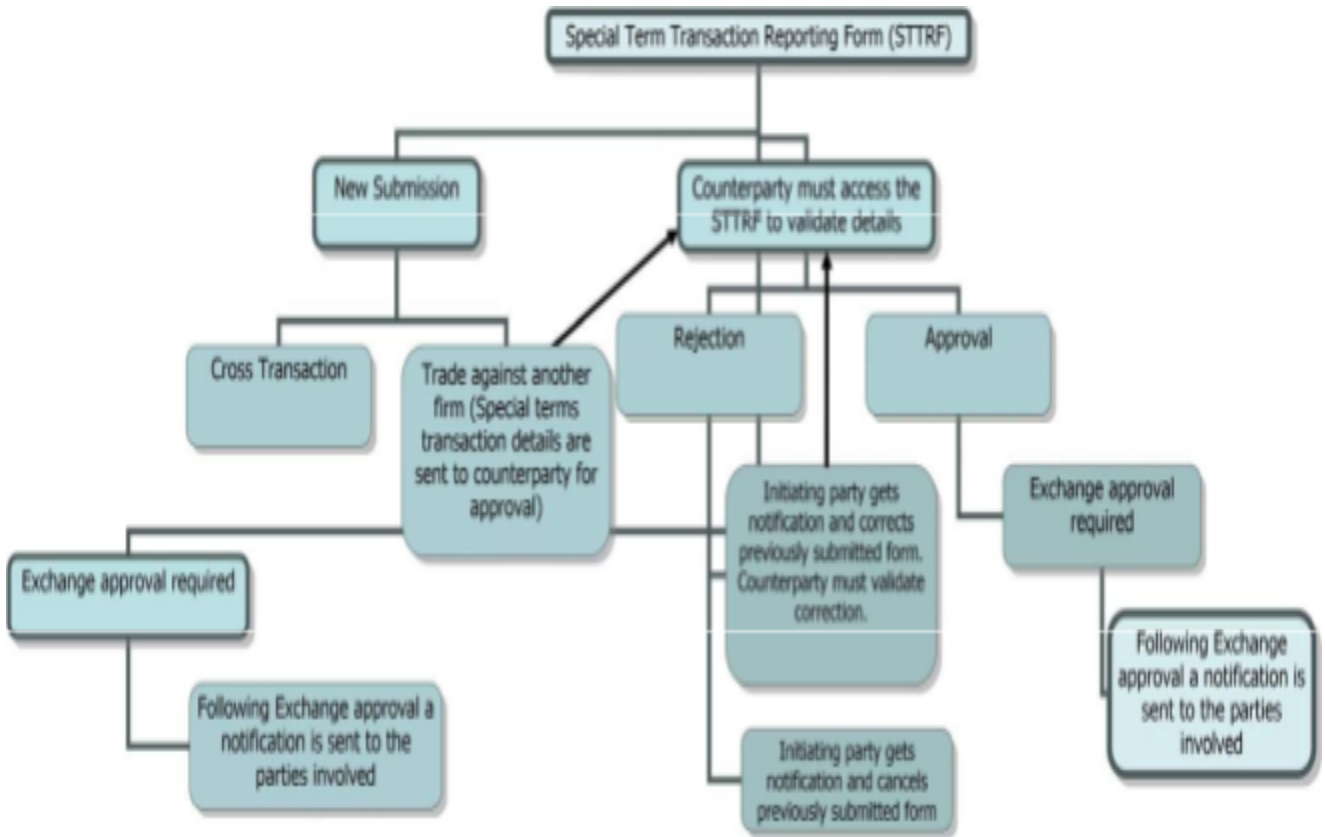 Special Term Transaction Reporting Form (STTRF)
New Submission
Counterparty must access the
STTRF to validate details
Cross Transaction
Trade against another
firm (Special terms
transaction details are
sent to counterparty for
approval)
Rejection
Approval
Initiating party gets
notification and corrects
previously submitted form.
Counterparty must validate
correction.
Exchange approval
required
Exchange approval required
Following Exchange approval a
notification is sent to the
parties involved
Initiating party gets
notification and cancels
previously submitted form
Following Exchange
approval a notification is
sent to the parties
involved